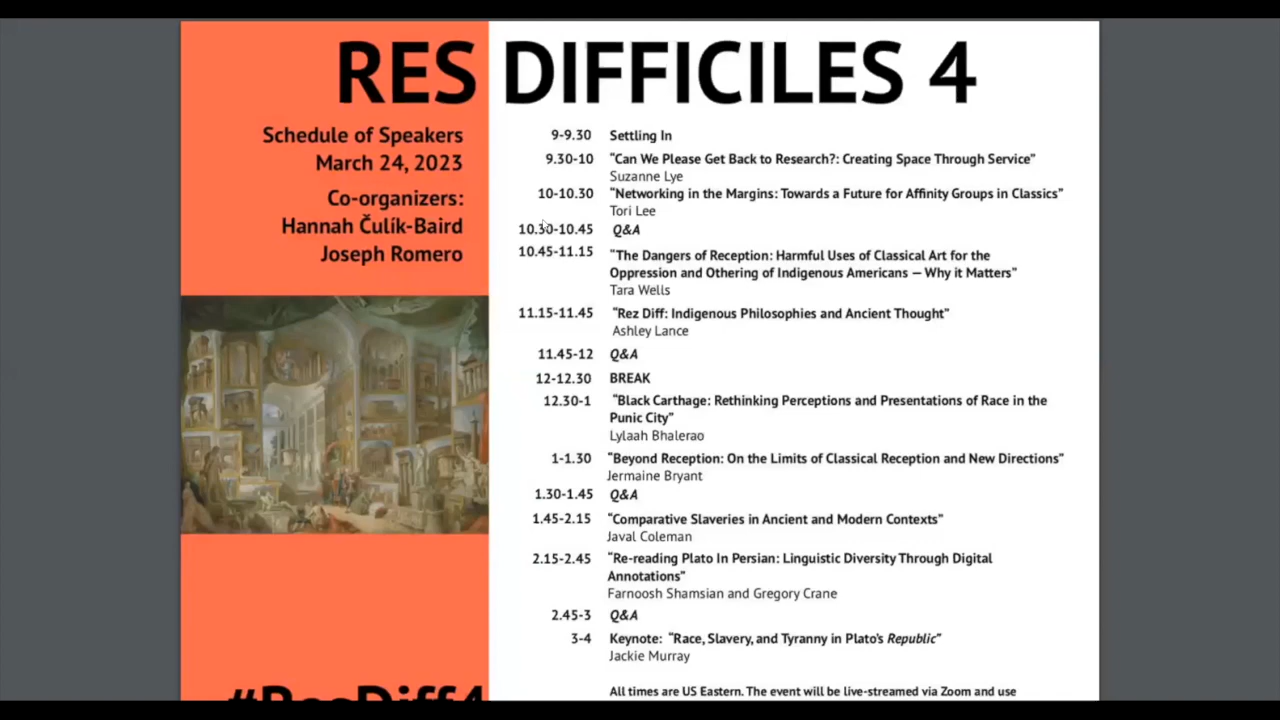 RES DIFFICILES 4
Schedule of Speakers
March 24, 2023
Co-organizers:
Hannah Čulík-Baird
Joseph Romero
9-9.30 Settling In
9.30-10 “Can We Please Get Back to Research?: Creating Space Through Service”
Suzanne Lye
10-10.30 “Networking in the Margins: Towards a Future for Affinity Groups in Classics”
Tori Lee
10.30-10.45 Q&A
10.45-11.15 “The Dangers of Reception: Harmful Uses of Classical Art for the
Oppression and Othering of Indigenous Americans — Why it Matters”
Tara Wells
11.15-11.45 “Rez Diff: Indigenous Philosophies and Ancient Thought”
Ashley Lance
11.45-12 Q&A
12-12.30 BREAK
12.30-1 “Black Carthage: Rethinking Perceptions and Presentations of Race in the
Punic City”
Lylaah Bhalerao
1-1.30 “Beyond Reception: On the Limits of Classical Reception and New Directions”
Jermaine Bryant
1.30-1.45 Q&A
1.45-2.15 “Comparative Slaveries in Ancient and Modern Contexts”
Javal Coleman
2.15-2.45 “Re-reading Plato In Persian: Linguistic Diversity Through Digital
Annotations”
Farnoosh Shamsian and Gregory Crane
2.45-3 Q&A
3-4 Keynote: “Race, Slavery, and Tyranny in Plato’s Republic”
Jackie Murray
All times are US Eastern. The event will be live-streamed via Zoom and use
#ResDiff4